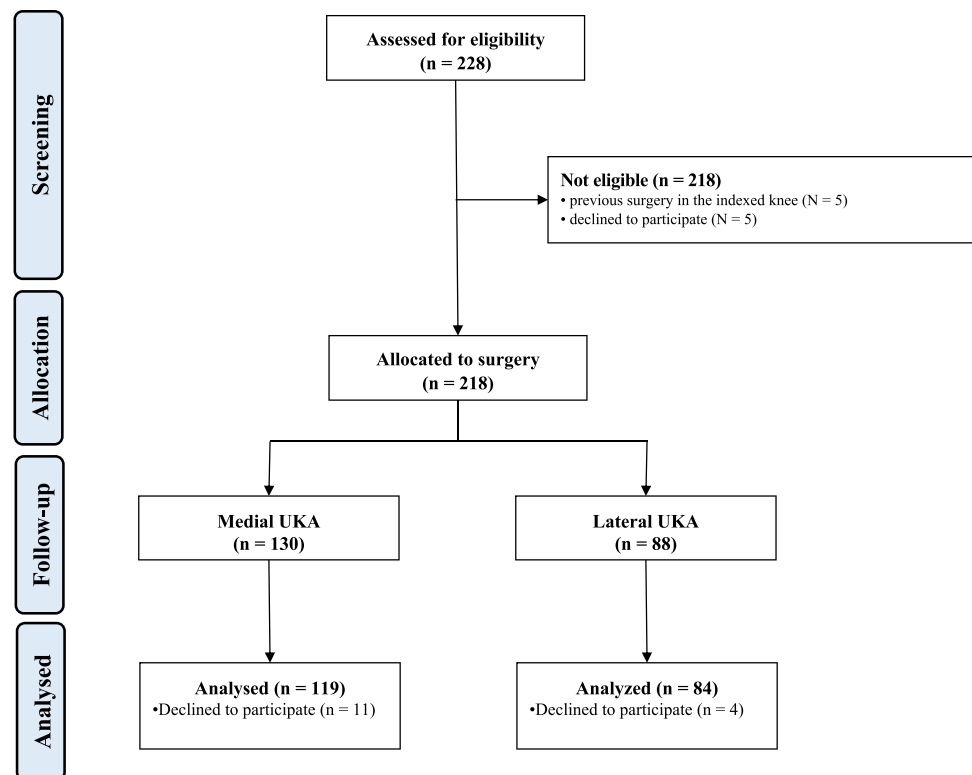 Screening
Assessed for eligibility
(n = 228)
Not eligible (n = 218)
• previous surgery in the indexed knee (N = 5)
• declined to participate (N = 5)
Allocation
Allocated to surgery
(n = 218)
Follow-up
Medial UKA
(n = 130)
Lateral UKA
(n = 88)
Analysed
Analysed (n = 119)
•Declined to participate (n = 11)
Analyzed (n = 84)
•Declined to participate (n = 4)